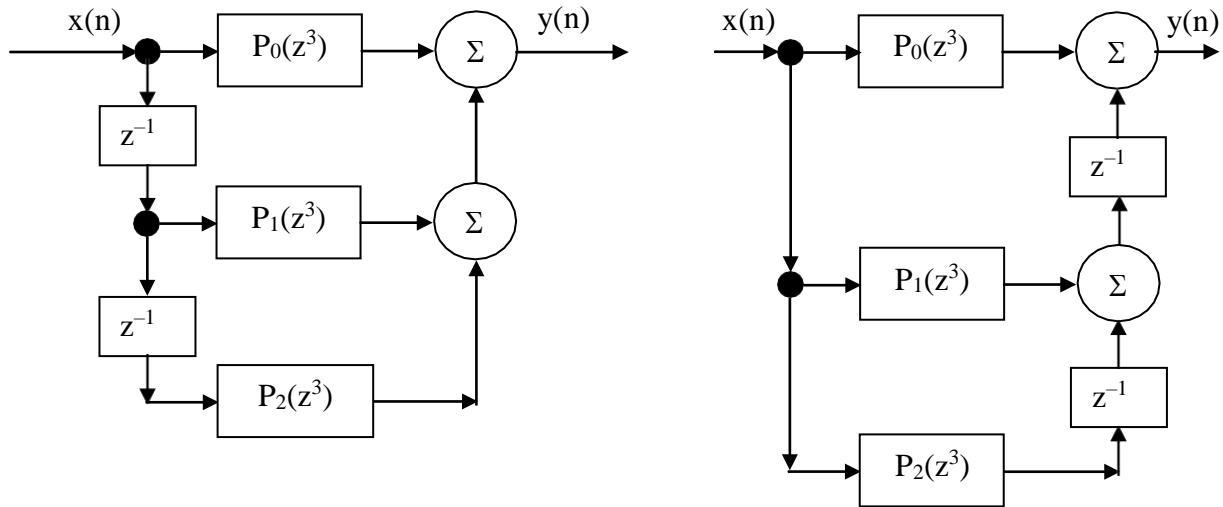 x(n)
P₀(z³)
Σ
y(n)
z⁻¹
P₁(z³)
Σ
z⁻¹
P₂(z³)
x(n)
P₀(z³)
Σ
y(n)
z⁻¹
P₁(z³)
Σ
z⁻¹
P₂(z³)